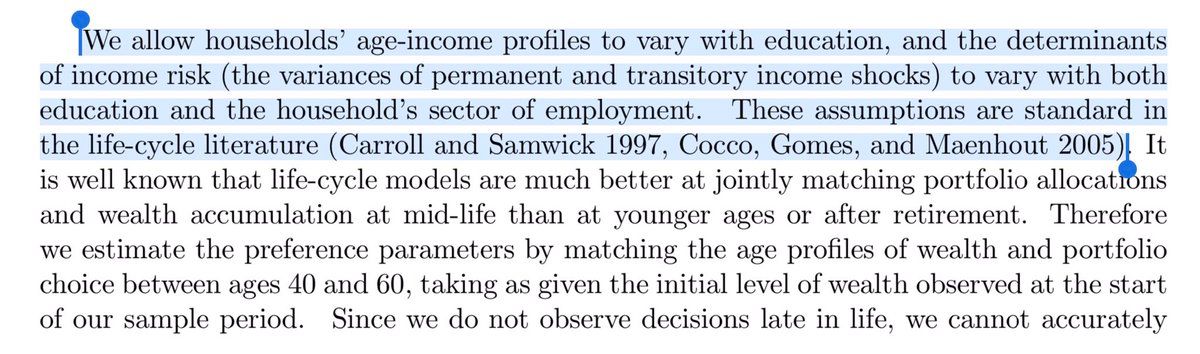 We allow households’ age-income profiles to vary with education, and the determinants
of income risk (the variances of permanent and transitory income shocks) to vary with both
education and the household’s sector of employment. These assumptions are standard in
the life-cycle literature (Carroll and Samwick 1997, Cocco, Gomes, and Maenhout 2005). It
is well known that life-cycle models are much better at jointly matching portfolio allocations
and wealth accumulation at mid-life than at younger ages or after retirement. Therefore
we estimate the preference parameters by matching the age profiles of wealth and portfolio
choice between ages 40 and 60, taking as given the initial level of wealth observed at the start
of our sample period. Since we do not observe decisions late in life, we cannot accurately